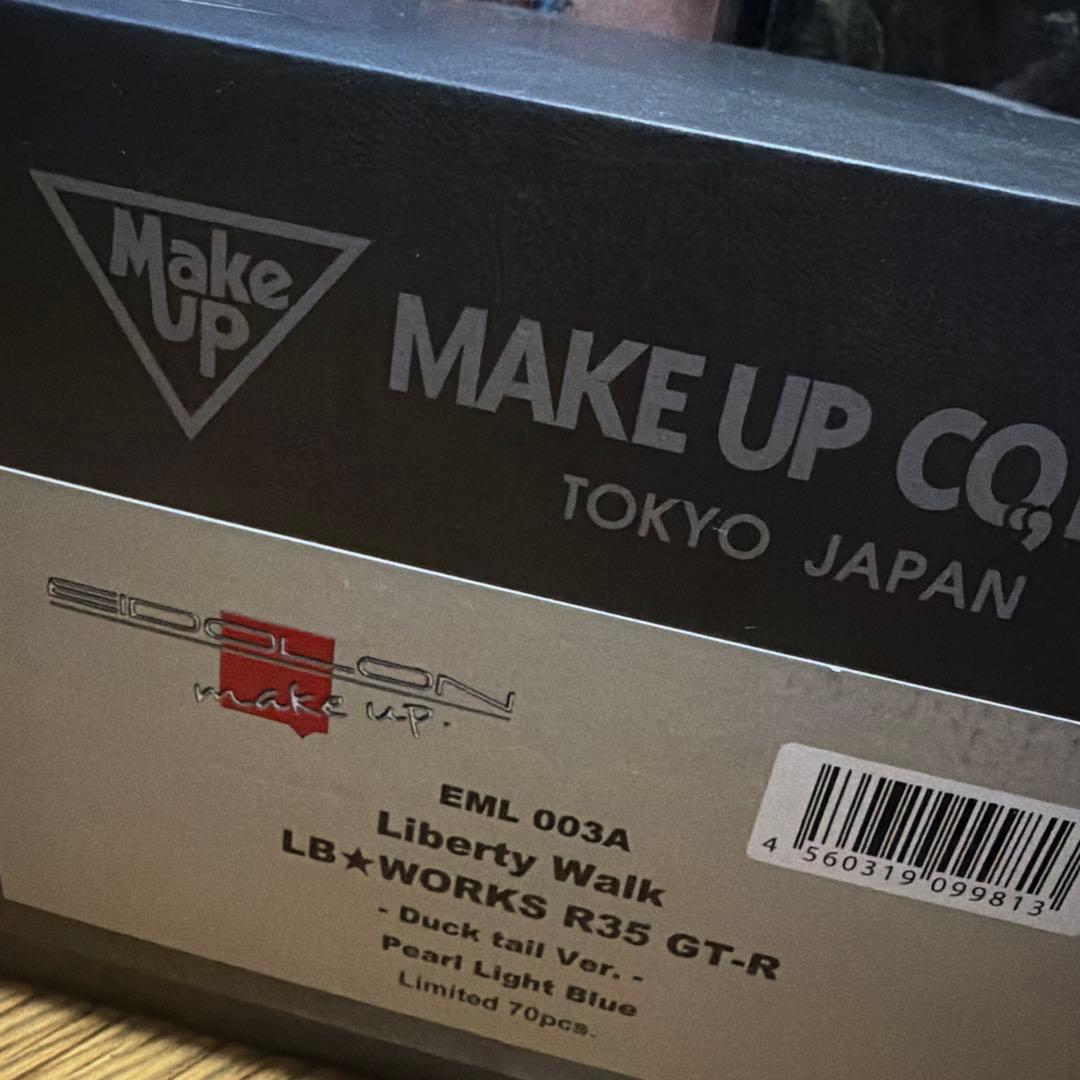 Make
UP
MAKE UP CO.,
TOKYO JAPAN
EIDOLON
make up.
EML 003A
Liberty Walk
LB★WORKS R35 GT-R
- Duck tail Ver. -
Pearl Light Blue
Limited 70pcs.
4 560319 099813